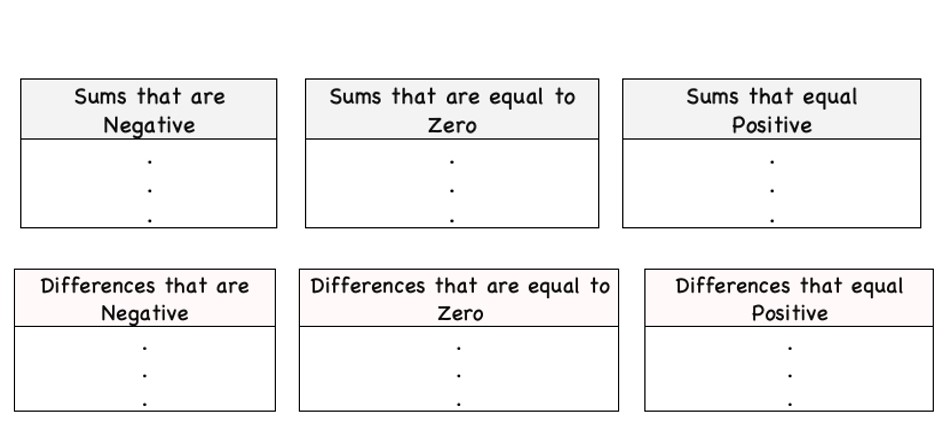 Sums that are
Negative
.
.
.
Sums that are equal to
Zero
.
.
.
Sums that equal
Positive
.
.
.
Differences that are
Negative
.
.
.
Differences that are equal to
Zero
.
.
.
Differences that equal
Positive
.
.
.